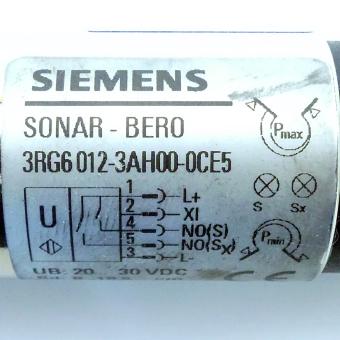 SIEMENS
SONAR - BERO
Pmax
3RG6 012-3AH00-0CE5
1 L+
2 XI
4 NO(S)
5 NO(Sx)
3 L-
U
S Sx
Pmin
UB: 20... 30 VDC
CE